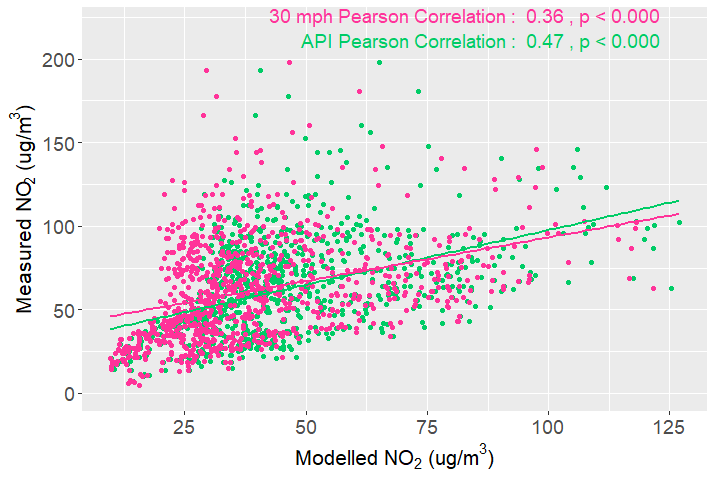 30 mph Pearson Correlation : 0.36 , p < 0.000
API Pearson Correlation : 0.47 , p < 0.000
200
150
100
50
0
Measured NO₂ (ug/m³)
25 50 75 100 125
Modelled NO₂ (ug/m³)